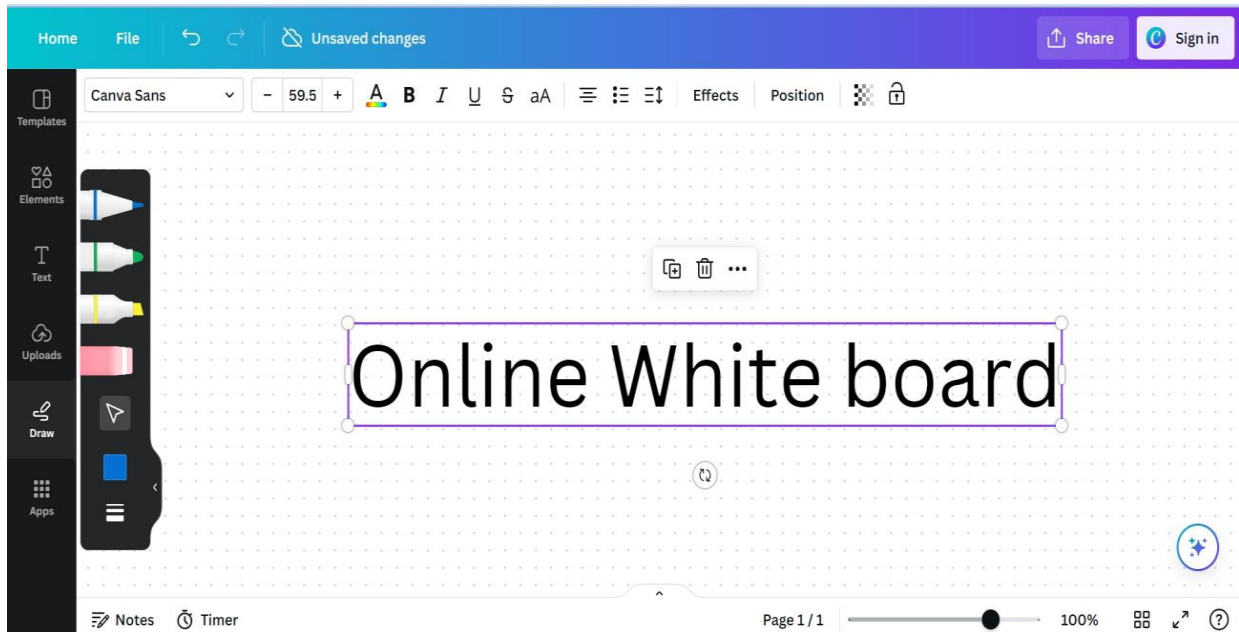 Home File Unsaved changes Share C Sign in
Canva Sans - 59.5 + A B I U S aA Effects Position
Templates
Elements
T
Text
Uploads
Draw
Apps
Online White board
Notes Timer Page 1 / 1 100% ?